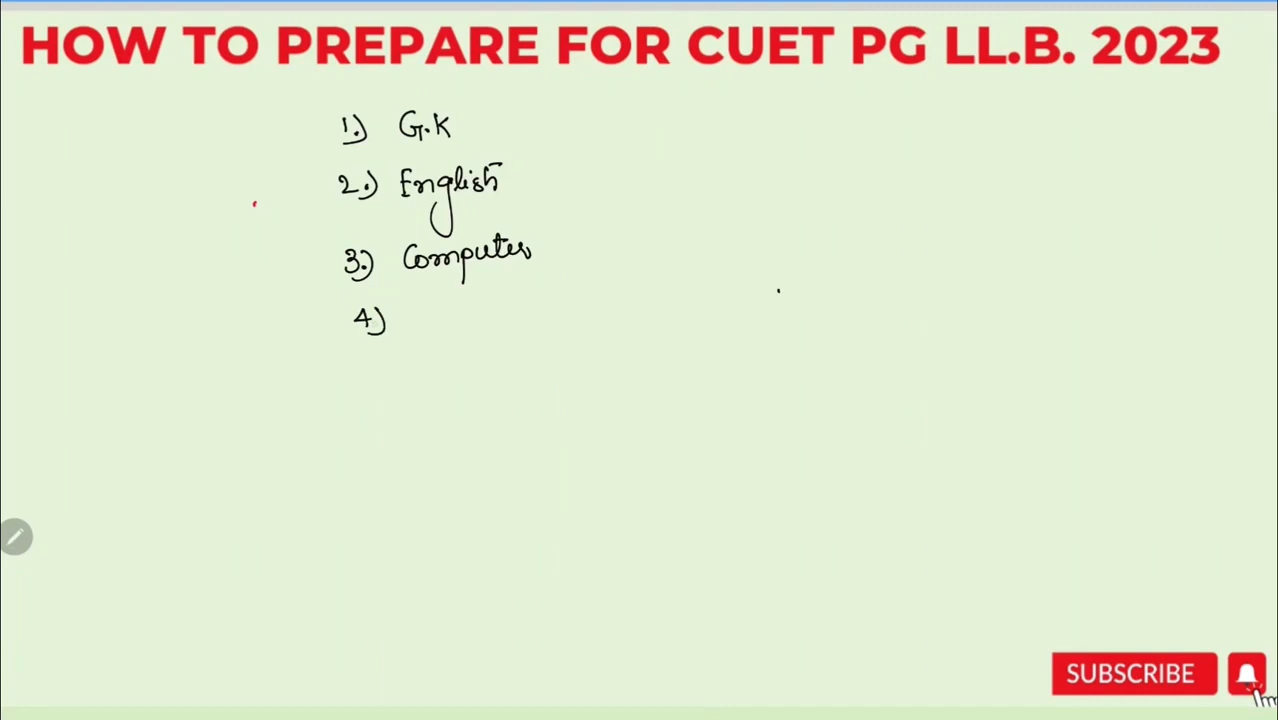 HOW TO PREPARE FOR CUET PG LL.B. 2023
1.) G.K
2.) English
3.) Computer
4)
SUBSCRIBE